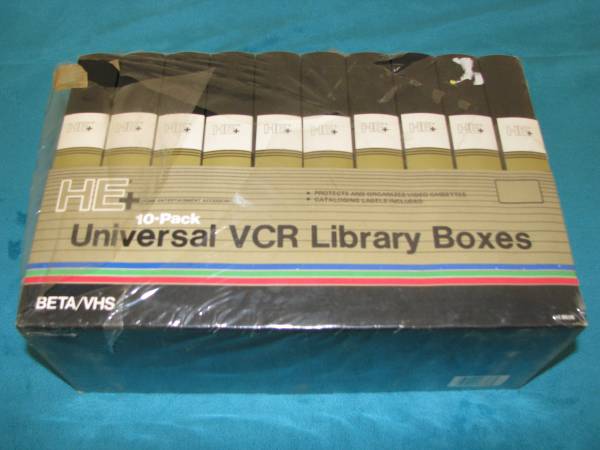 HE+ HE+ HE+ HE+ HE+ HE+ HE+ HE+ HE+ HE+
HE+ HOME ENTERTAINMENT ACCESSORIES
• PROTECTS AND ORGANIZES VIDEO CASSETTES
• CATALOGING LABELS INCLUDED
10-Pack
Universal VCR Library Boxes
BETA/VHS